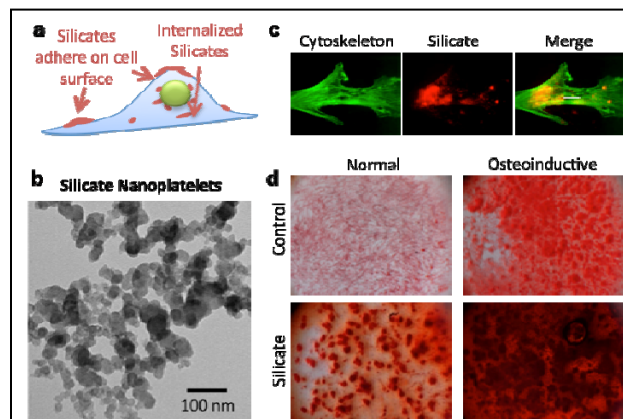 a
Silicates
adhere on cell
surface
Internalized
Silicates
b
Silicate Nanoplatelets
100 nm
c
Cytoskeleton
Silicate
Merge
d
Normal
Osteoinductive
Control
Silicate